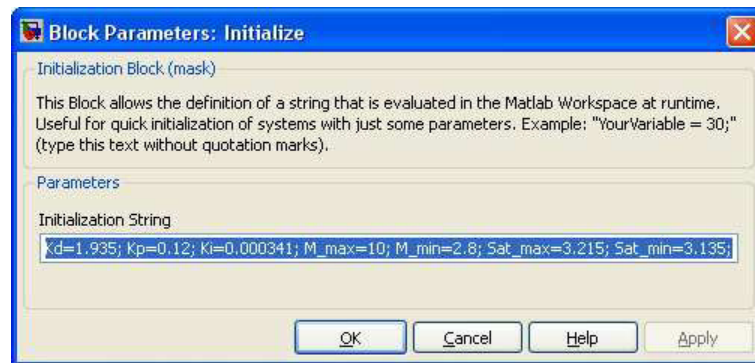 Block Parameters: Initialize
Initialization Block (mask)
This Block allows the definition of a string that is evaluated in the Matlab Workspace at runtime.
Useful for quick initialization of systems with just some parameters. Example: "YourVariable = 30;"
(type this text without quotation marks).
Parameters
Initialization String
Kd=1.935; Kp=0.12; Ki=0.000341; M_max=10; M_min=2.8; Sat_max=3.215; Sat_min=3.135;
OK Cancel Help Apply